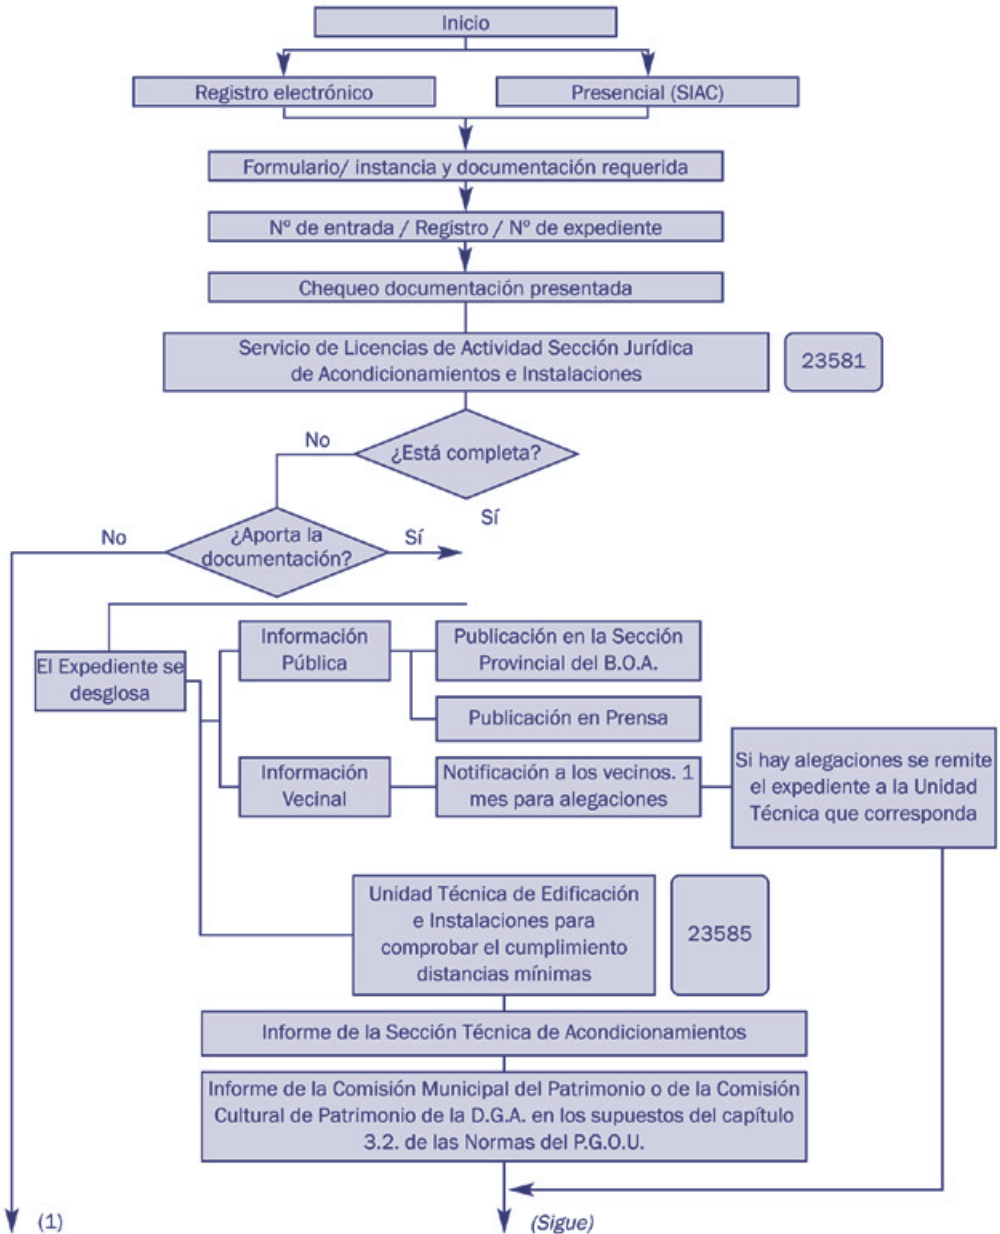 Inicio
Registro electrónico
Presencial (SIAC)
Formulario/ instancia y documentación requerida
Nº de entrada / Registro / Nº de expediente
Chequeo documentación presentada
Servicio de Licencias de Actividad Sección Jurídica
de Acondicionamientos e Instalaciones
23581
¿Está completa?
No
Sí
¿Aporta la
documentación?
No
Sí
El Expediente se
desglosa
Información
Pública
Publicación en la Sección
Provincial del B.O.A.
Publicación en Prensa
Información
Vecinal
Notificación a los vecinos. 1
mes para alegaciones
Si hay alegaciones se remite
el expediente a la Unidad
Técnica que corresponda
Unidad Técnica de Edificación
e Instalaciones para
comprobar el cumplimiento
distancias mínimas
23585
Informe de la Sección Técnica de Acondicionamientos
Informe de la Comisión Municipal del Patrimonio o de la Comisión
Cultural de Patrimonio de la D.G.A. en los supuestos del capítulo
3.2. de las Normas del P.G.O.U.
(1)
(Sigue)